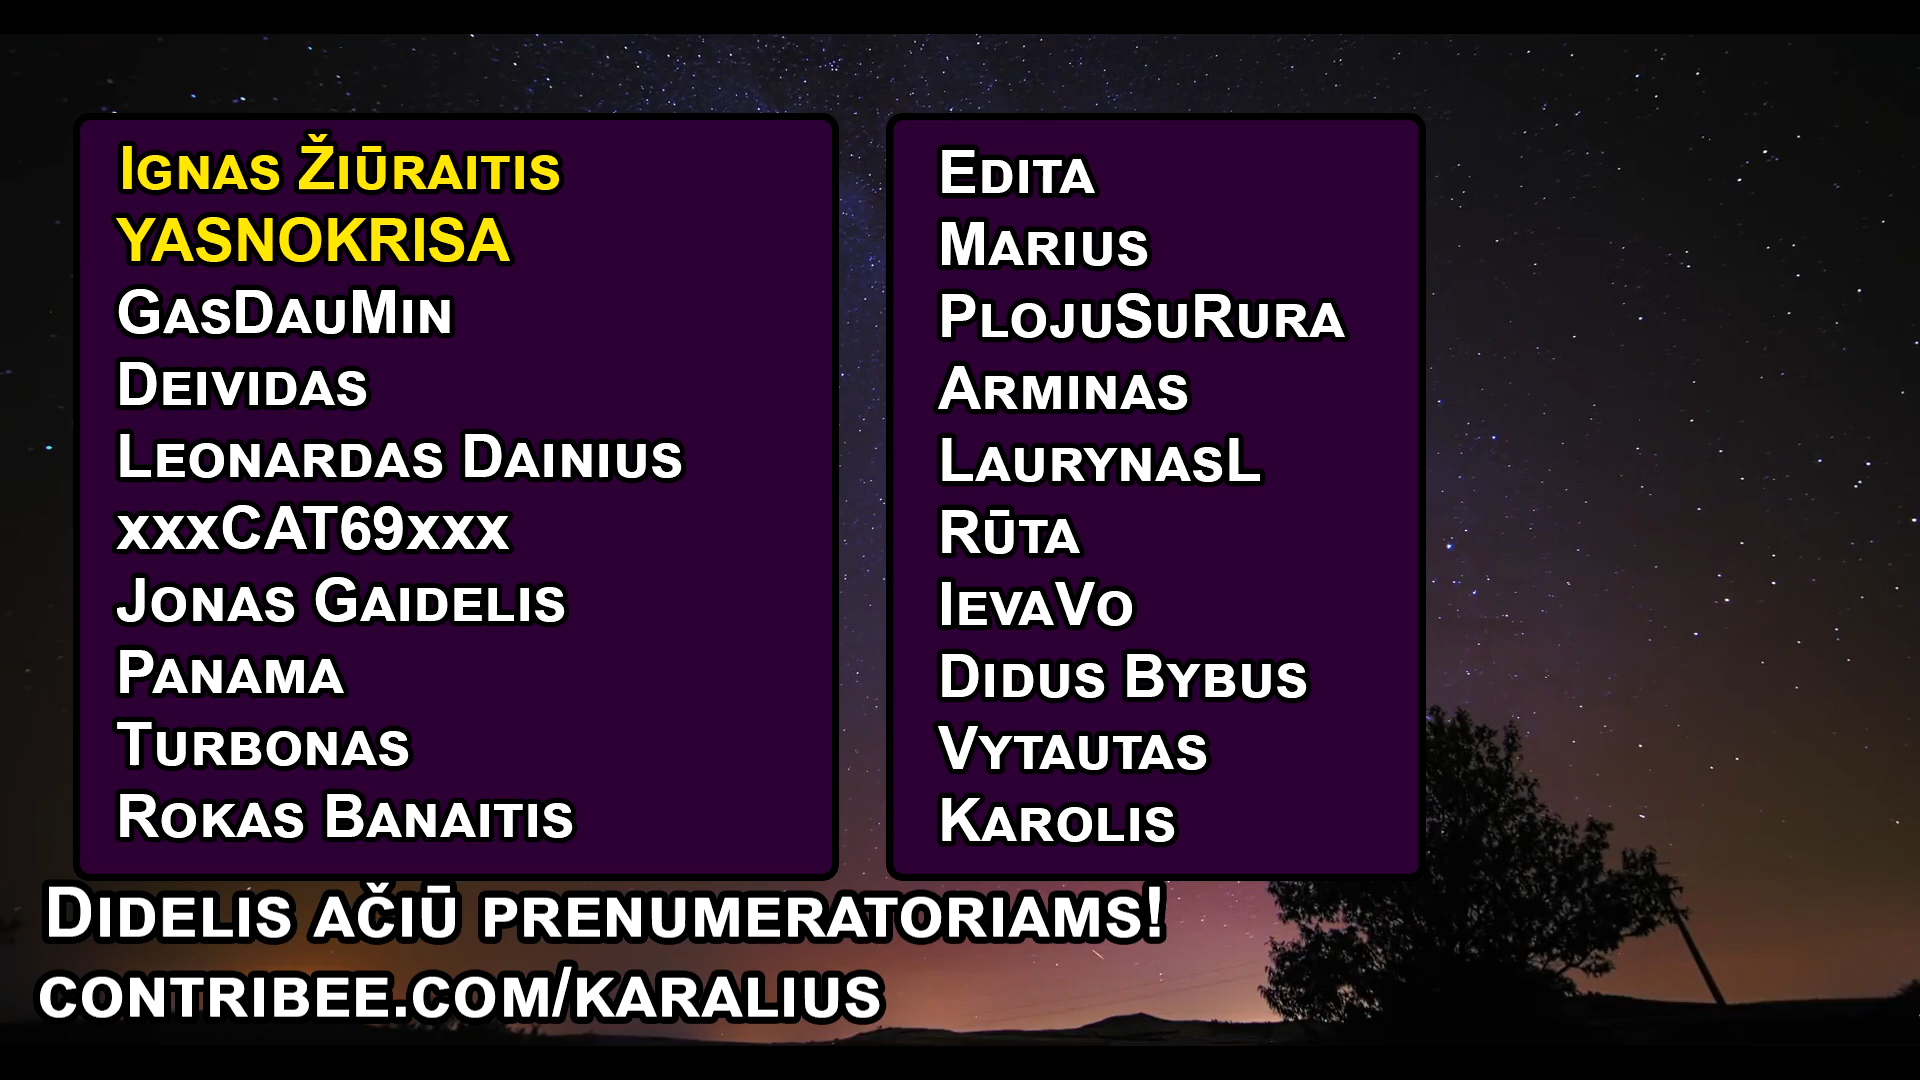 Ignas Žiūraitis
YASNOKRISA
GasDauMin
Deividas
Leonardas Dainius
xxxCAT69xxx
Jonas Gaidelis
Panama
Turbonas
Rokas Banaitis
Edita
Marius
PlojuSuRura
Arminas
LaurynasL
Rūta
IevaVo
Didus Bybus
Vytautas
Karolis
Didelis ačiū prenumeratoriams!
contribee.com/karalius